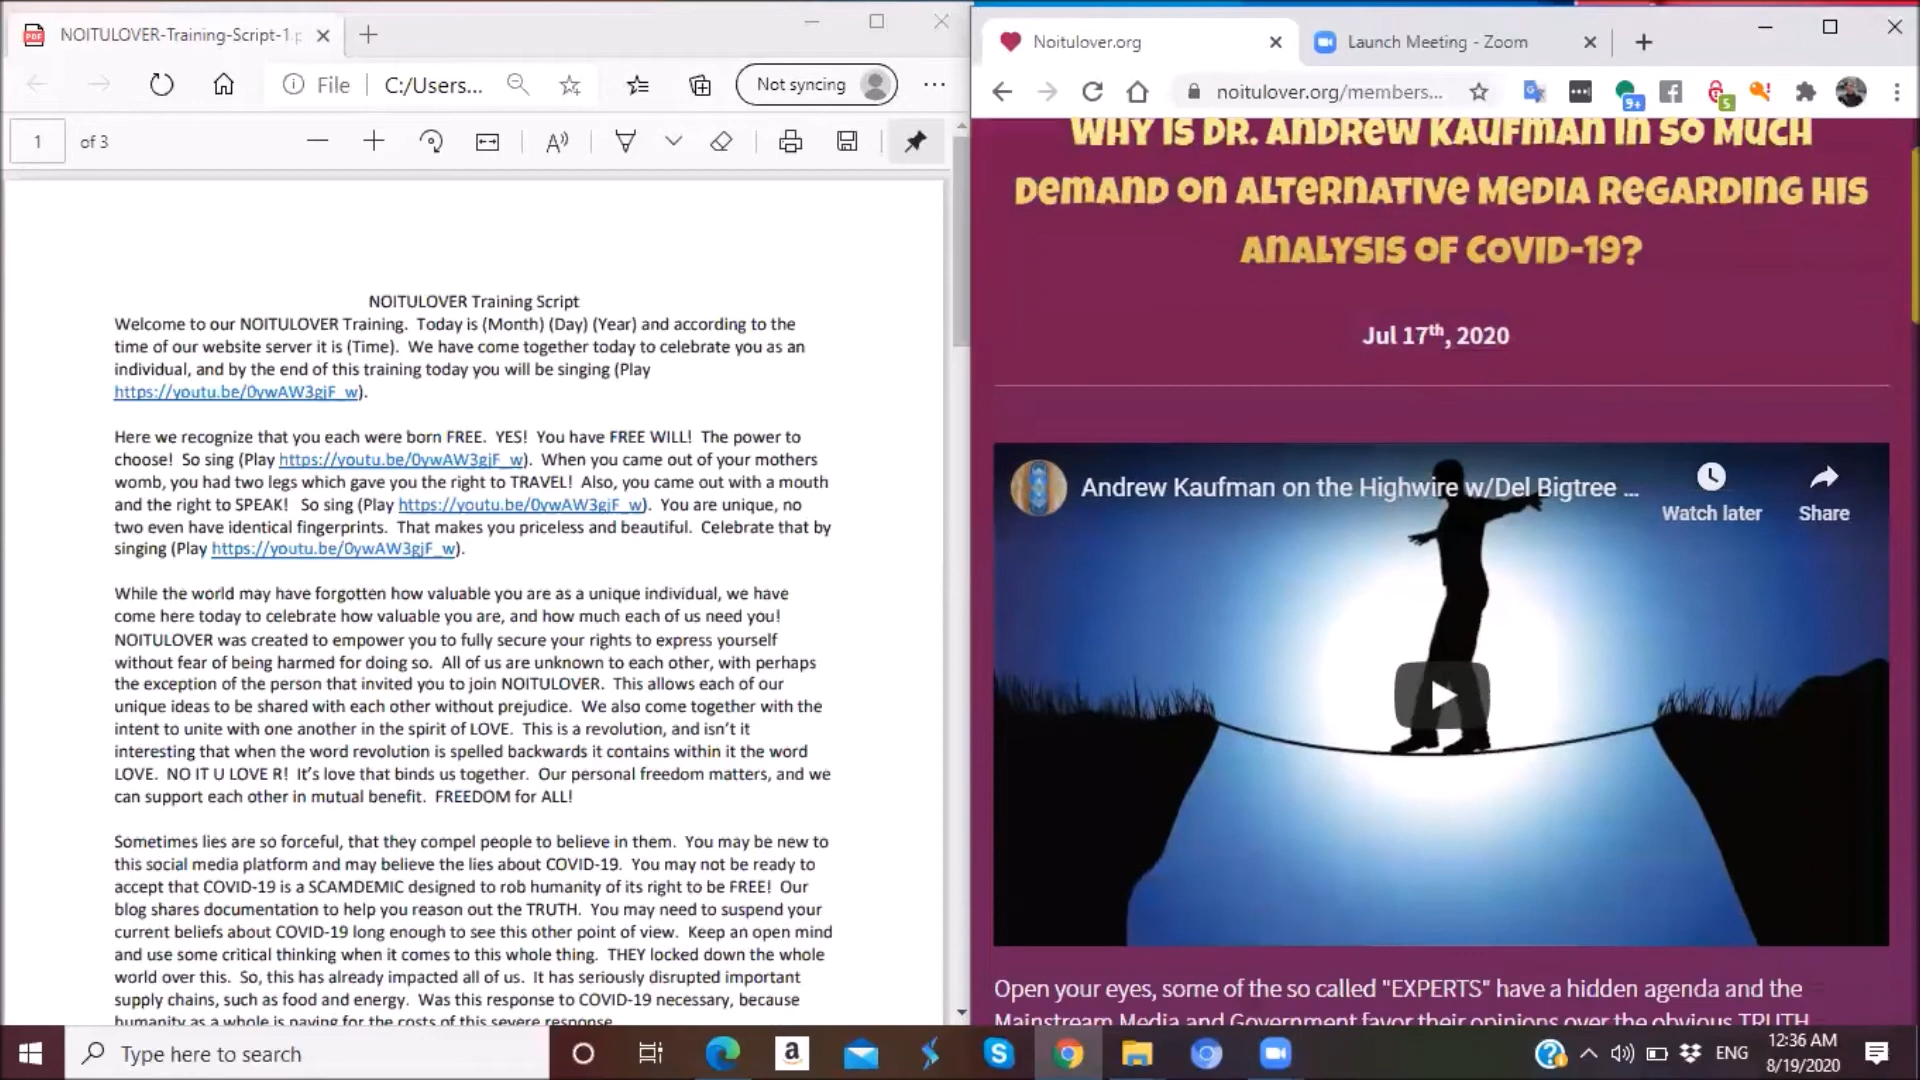 NOITULOVER-Training-Script-1.p
Not syncing
File
C:/Users...
1
of 3
NOITULOVER Training Script
Welcome to our NOITULOVER Training.  Today is (Month) (Day) (Year) and according to the
time of our website server it is (Time).  We have come together today to celebrate you as an
individual, and by the end of this training today you will be singing (Play
https://youtu.be/0ywAW3gjF_w).
Here we recognize that you each were born FREE.  YES!  You have FREE WILL!  The power to
choose!  So sing (Play https://youtu.be/0ywAW3gjF_w).  When you came out of your mothers
womb, you had two legs which gave you the right to TRAVEL!  Also, you came out with a mouth
and the right to SPEAK!   So sing (Play https://youtu.be/0ywAW3gjF_w).  You are unique, no
two even have identical fingerprints.  That makes you priceless and beautiful.  Celebrate that by
singing (Play https://youtu.be/0ywAW3gjF_w).
While the world may have forgotten how valuable you are as a unique individual, we have
come here today to celebrate how valuable you are, and how much each of us need you!
NOITULOVER was created to empower you to fully secure your rights to express yourself
without fear of being harmed for doing so.  All of us are unknown to each other, with perhaps
the exception of the person that invited you to join NOITULOVER.  This allows each of our
unique ideas to be shared with each other without prejudice.  We also come together with the
intent to unite with one another in the spirit of LOVE.  This is a revolution, and isn't it
interesting that when the word revolution is spelled backwards it contains within it the word
LOVE.  NO IT U LOVE R!  It's love that binds us together.  Our personal freedom matters, and we
can support each other in mutual benefit.  FREEDOM for ALL!
Sometimes lies are so forceful, that they compel people to believe in them.  You may be new to
this social media platform and may believe the lies about COVID-19.  You may not be ready to
accept that COVID-19 is a SCAMDEMIC designed to rob humanity of its right to be FREE!  Our
blog shares documentation to help you reason out the TRUTH.  You may need to suspend your
current beliefs about COVID-19 long enough to see this other point of view.  Keep an open mind
and use some critical thinking when it comes to this whole thing.  THEY locked down the whole
world over this.  So, this has already impacted all of us.  It has seriously disrupted important
supply chains, such as food and energy.  Was this response to COVID-19 necessary, because
humanity as a whole is paying for the costs of this severe response
Noitulover.org
Launch Meeting - Zoom
noitulover.org/members...
9+
5
WHY IS DR. ANDREW KAUFMAN IN SO MUCH
DEMAND ON ALTERNATIVE MEDIA REGARDING HIS
ANALYSIS OF COVID-19?
Jul 17th, 2020
Andrew Kaufman on the Highwire w/Del Bigtree ...
Watch later
Share
Open your eyes, some of the so called "EXPERTS" have a hidden agenda and the
Mainstream Media and Government favor their opinions over the obvious TRUTH
Type here to search
ENG
12:36 AM
8/19/2020